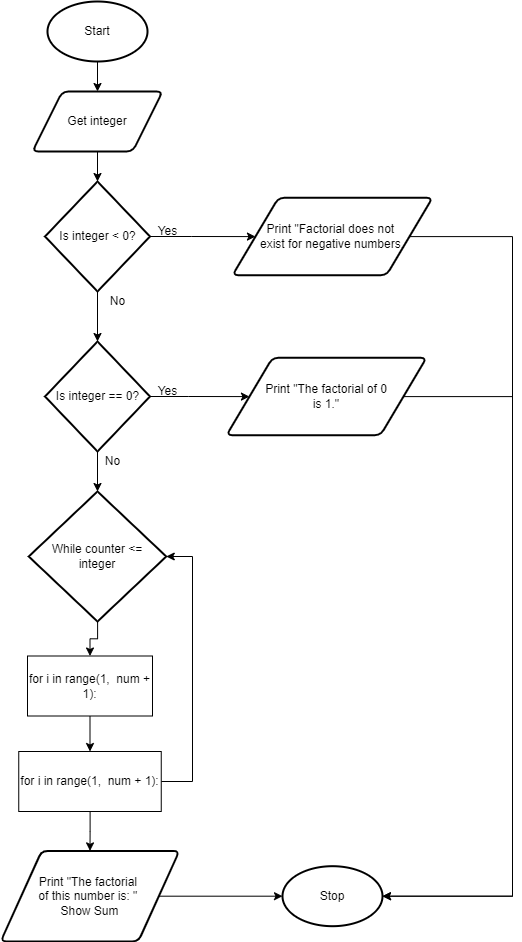 Start
Get integer
Is integer < 0?
Yes
Print "Factorial does not
exist for negative numbers
No
Is integer == 0?
Yes
Print "The factorial of 0
is 1."
No
While counter <=
integer
for i in range(1,  num +
1):
for i in range(1,  num + 1):
Print "The factorial
of this number is: "
Show Sum
Stop